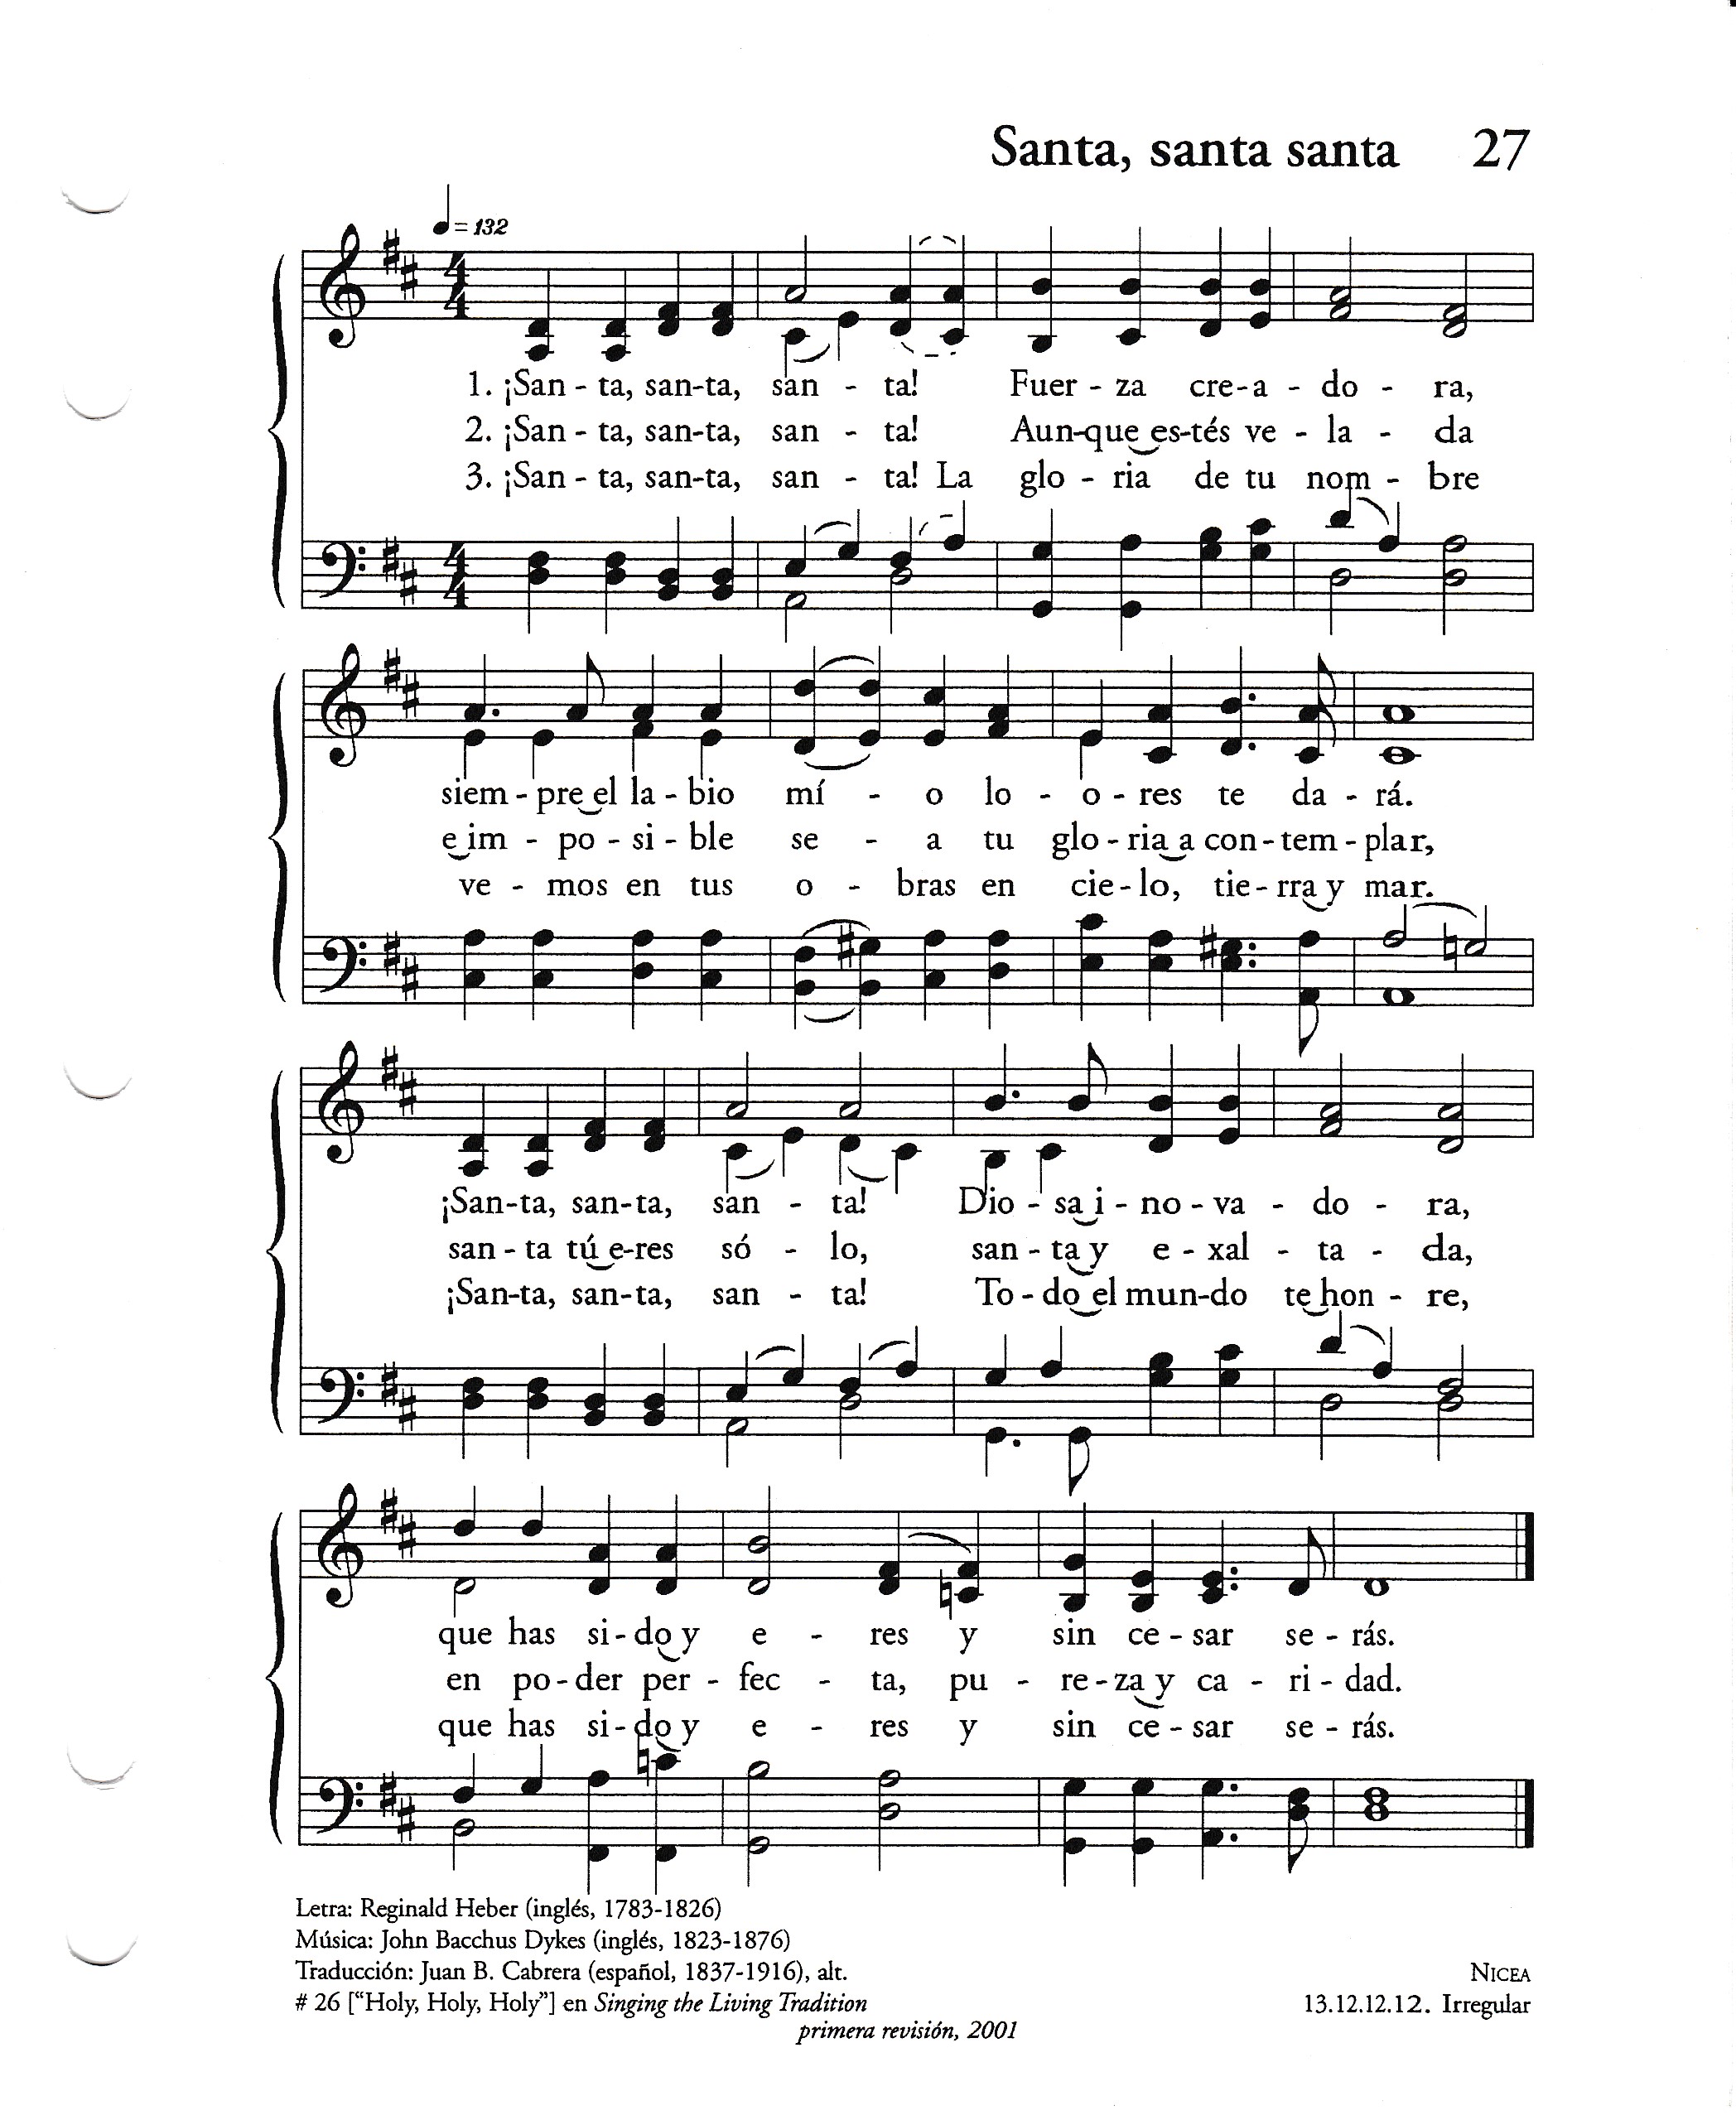 Santa, santa santa 27
= 132
1. ¡San - ta, san-ta, san - ta! Fuer - za cre-a - do - ra,
2. ¡San - ta, san-ta, san - ta! Aun-que es-tés ve - la - da
3. ¡San - ta, san-ta, san - ta! La glo - ria de tu nom - bre
siem - pre el la - bio mí - o lo - o - res te da - rá.
e im - po - si - ble se - a tu glo - ria a con - tem - plar,
ve - mos en tus o - bras en cie - lo, tie - rra y mar.
¡San-ta, san-ta, san - ta! Dio - sa i - no - va - do - ra,
san - ta tú e-res só - lo, san - ta y e - xal - ta - da,
¡San-ta, san-ta, san - ta! To - do el mun-do te hon - re,
que has si - do y e - res y sin ce - sar se - rás.
en po - der per - fec - ta, pu - re - za y ca - ri - dad.
que has si - do y e - res y sin ce - sar se - rás.
Letra: Reginald Heber (inglés, 1783-1826)
Música: John Bacchus Dykes (inglés, 1823-1876)
Traducción: Juan B. Cabrera (español, 1837-1916), alt. NICEA
# 26 [“Holy, Holy, Holy”] en Singing the Living Tradition 13.12.12.12. Irregular
primera revisión, 2001